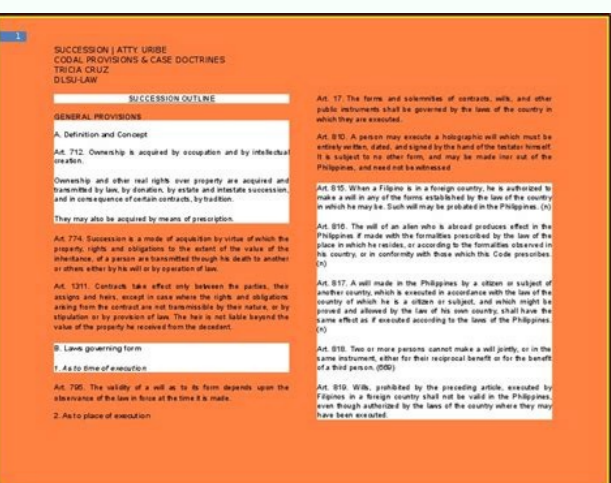 1
SUCCESSION | ATTY. URIBE
CODAL PROVISIONS & CASE DOCTRINES
TRICIA CRUZ
DLSU-LAW
SUCCESSION OUTLINE
GENERAL PROVISIONS
A. Definition and Concept
Art. 712. Ownership is acquired by occupation and by intellectual
creation.
Ownership and other real rights over property are acquired and
transmitted by law, by donation, by estate and intestate succession,
and in consequence of certain contracts, by tradition.
They may also be acquired by means of prescription.
Art. 774. Succession is a mode of acquisition by virtue of which the
property, rights and obligations to the extent of the value of the
inheritance, of a person are transmitted through his death to another
or others either by his will or by operation of law.
Art. 1311. Contracts take effect only between the parties, their
assigns and heirs, except in case where the rights and obligations
arising from the contract are not transmissible by their nature, or by
stipulation or by provision of law. The heir is not liable beyond the
value of the property he received from the decedent.
B. Laws governing form
1. As to time of execution
Art. 795. The validity of a will as to its form depends upon the
observance of the law in force at the time it is made.
2. As to place of execution
Art. 17. The forms and solemnities of contracts, wills, and other
public instruments shall be governed by the laws of the country in
which they are executed.
Art. 810. A person may execute a holographic will which must be
entirely written, dated, and signed by the hand of the testator himself.
It is subject to no other form, and may be made in or out of the
Philippines, and need not be witnessed.
Art. 815. When a Filipino is in a foreign country, he is authorized to
make a will in any of the forms established by the law of the country
in which he may be. Such will may be probated in the Philippines. (n)
Art. 816. The will of an alien who is abroad produces effect in the
Philippines if made with the formalities prescribed by the law of the
place in which he resides, or according to the formalities observed in
his country, or in conformity with those which this Code prescribes.
(n)
Art. 817. A will made in the Philippines by a citizen or subject of
another country, which is executed in accordance with the law of the
country of which he is a citizen or subject, and which might be
proved and allowed by the law of his own country, shall have the
same effect as if executed according to the laws of the Philippines.
(n)
Art. 818. Two or more persons cannot make a will jointly, or in the
same instrument, either for their reciprocal benefit or for the benefit
of a third person. (669)
Art. 819. Wills, prohibited by the preceding article, executed by
Filipinos in a foreign country shall not be valid in the Philippines,
even though authorized by the laws of the country where they may
have been executed.